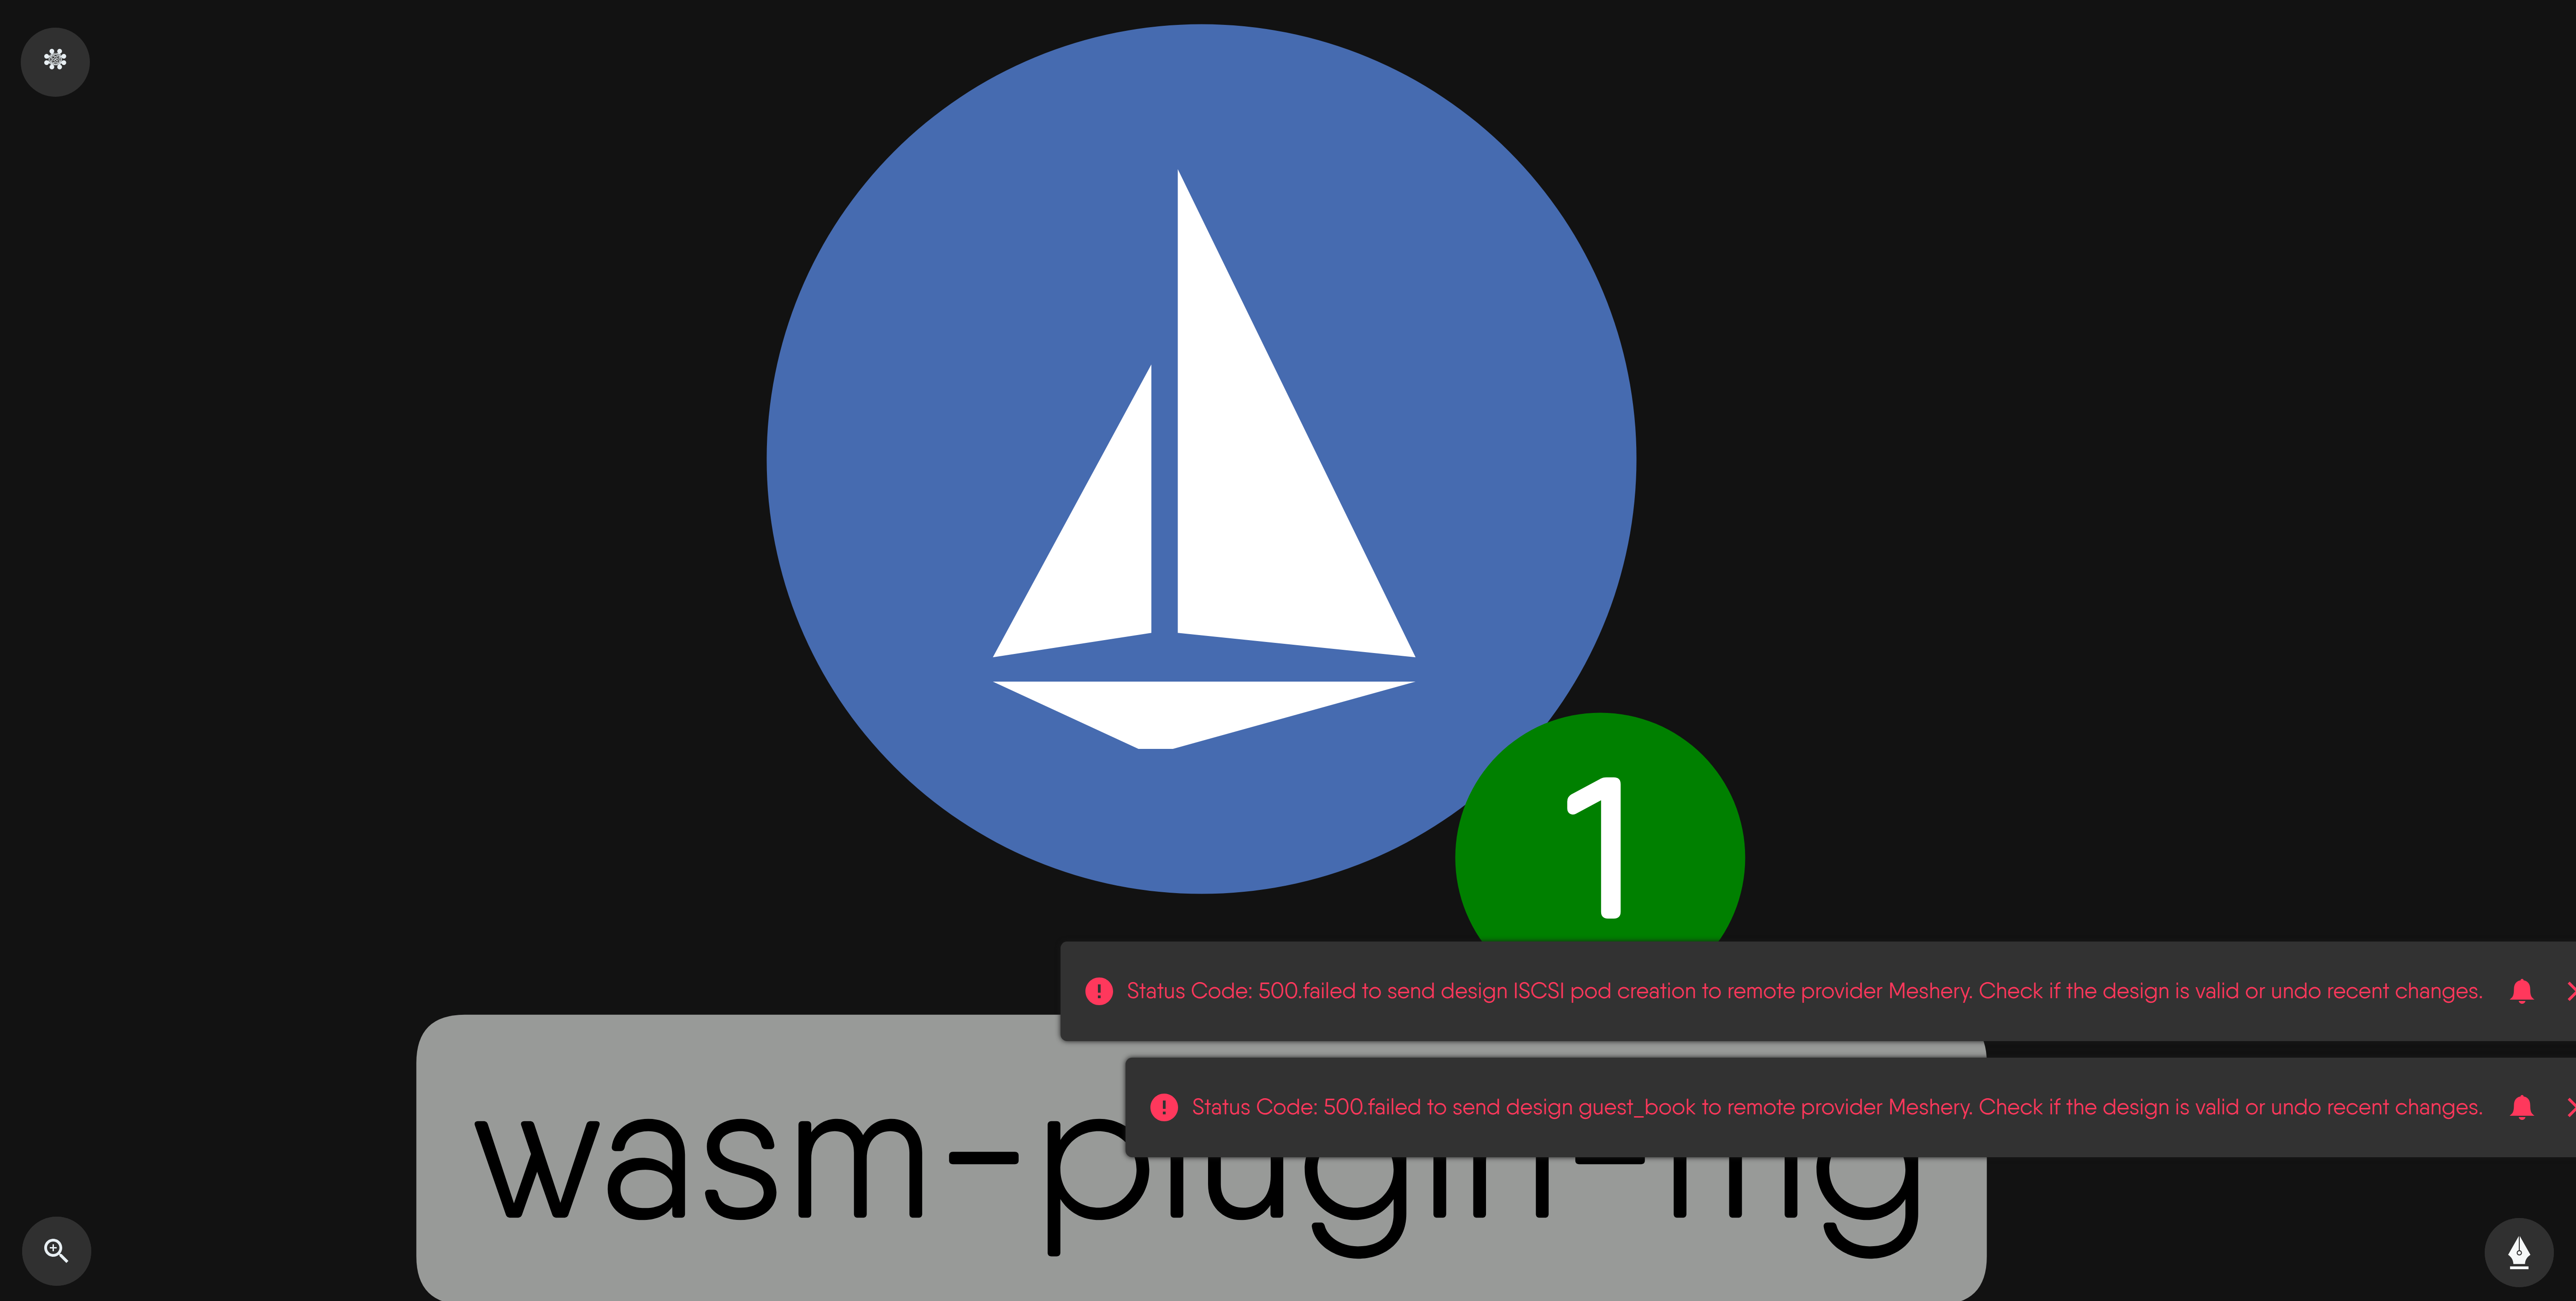 1
Status Code: 500.failed to send design ISCSI pod creation to remote provider Meshery. Check if the design is valid or undo recent changes.
Status Code: 500.failed to send design guest_book to remote provider Meshery. Check if the design is valid or undo recent changes.
wasm-plugin-mg